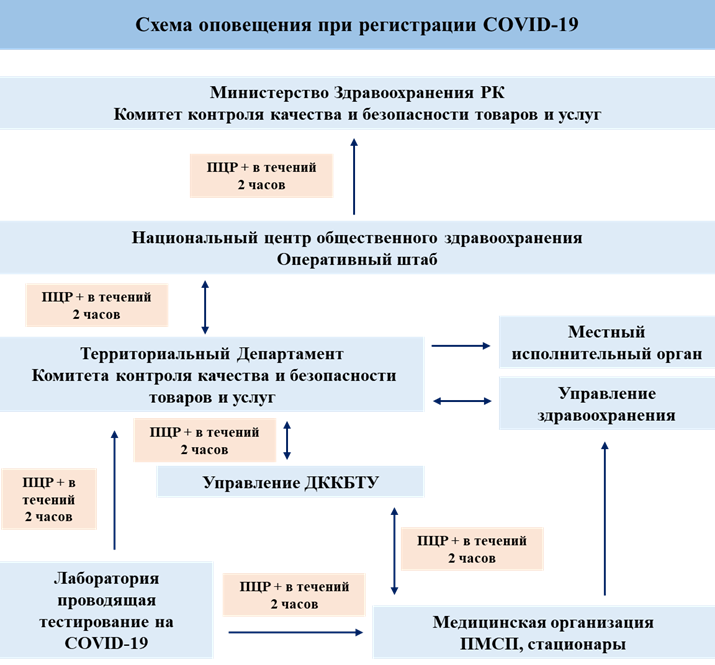 Схема оповещения при регистрации COVID-19
Министерство Здравоохранения РК
Комитет контроля качества и безопасности товаров и услуг
ПЦР + в течений
2 часов
Национальный центр общественного здравоохранения
Оперативный штаб
ПЦР + в течений
2 часов
Территориальный Департамент
Комитета контроля качества и безопасности
товаров и услуг
Местный
исполнительный орган
Управление
здравоохранения
ПЦР + в течений
2 часов
Управление ДККБТУ
ПЦР + в
течений
2 часов
ПЦР + в течений
2 часов
Лаборатория
проводящая
тестирование на
COVID-19
ПЦР + в течений
2 часов
Медицинская организация
ПМСП, стационары